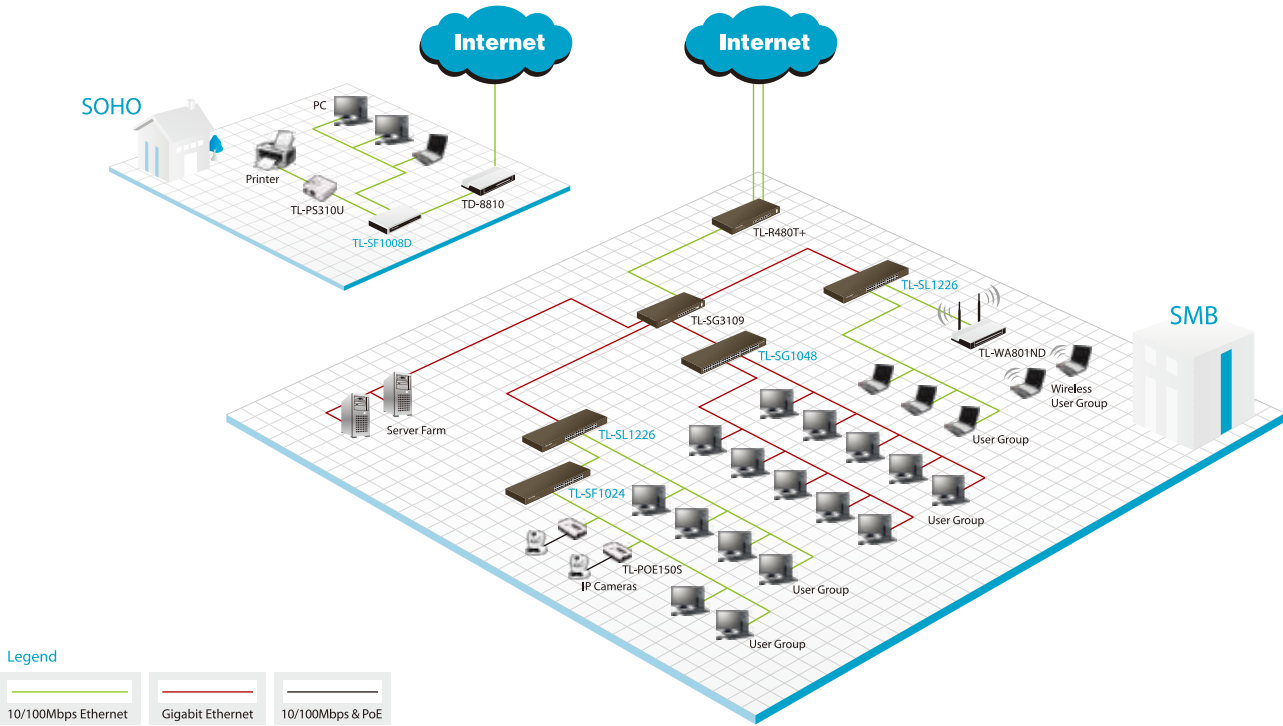 Internet
Internet
SOHO
PC
Printer
TL-PS310U
TD-8810
TL-SF1008D
TL-R480T+
TL-SL1226
TL-SG3109
SMB
TL-WA801ND
TL-SG1048
Wireless
User Group
Server Farm
TL-SL1226
User Group
TL-SF1024
User Group
TL-POE150S
IP Cameras
User Group
User Group
Legend
10/100Mbps Ethernet
Gigabit Ethernet
10/100Mbps & PoE